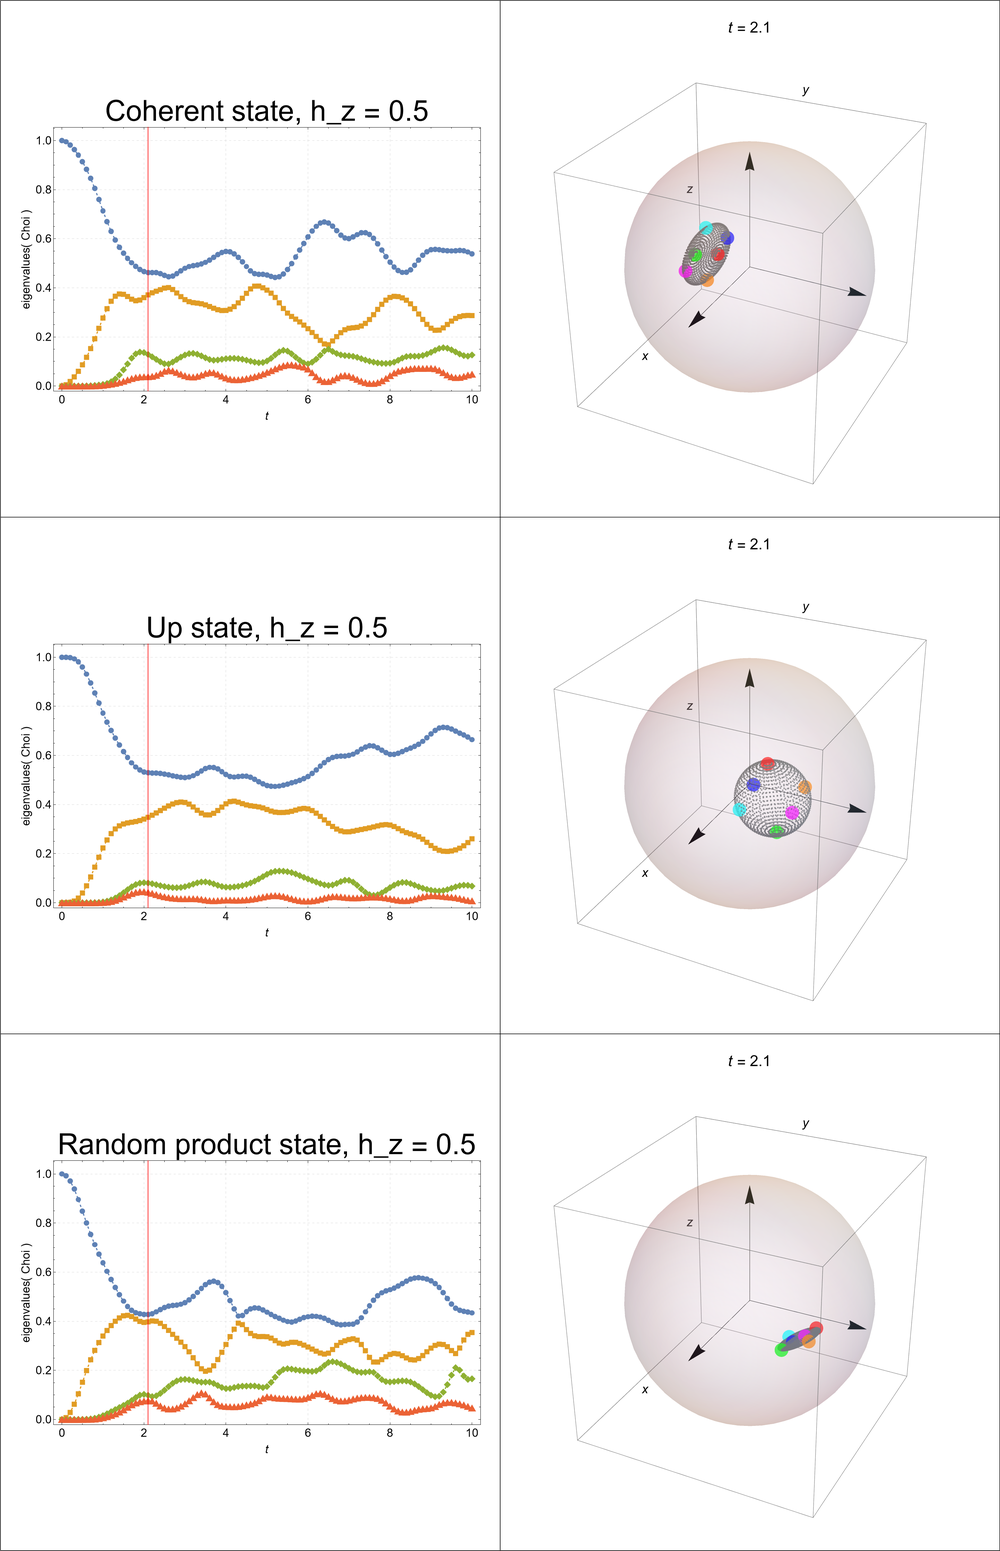 Coherent state, h_z = 0.5
1.0
0.8
0.6
0.4
0.2
0.0
eigenvalues( Choi )
0 2 4 6 8 10
t
t = 2.1
y
z
x
Up state, h_z = 0.5
1.0
0.8
0.6
0.4
0.2
0.0
eigenvalues( Choi )
0 2 4 6 8 10
t
t = 2.1
y
z
x
Random product state, h_z = 0.5
1.0
0.8
0.6
0.4
0.2
0.0
eigenvalues( Choi )
0 2 4 6 8 10
t
t = 2.1
y
z
x